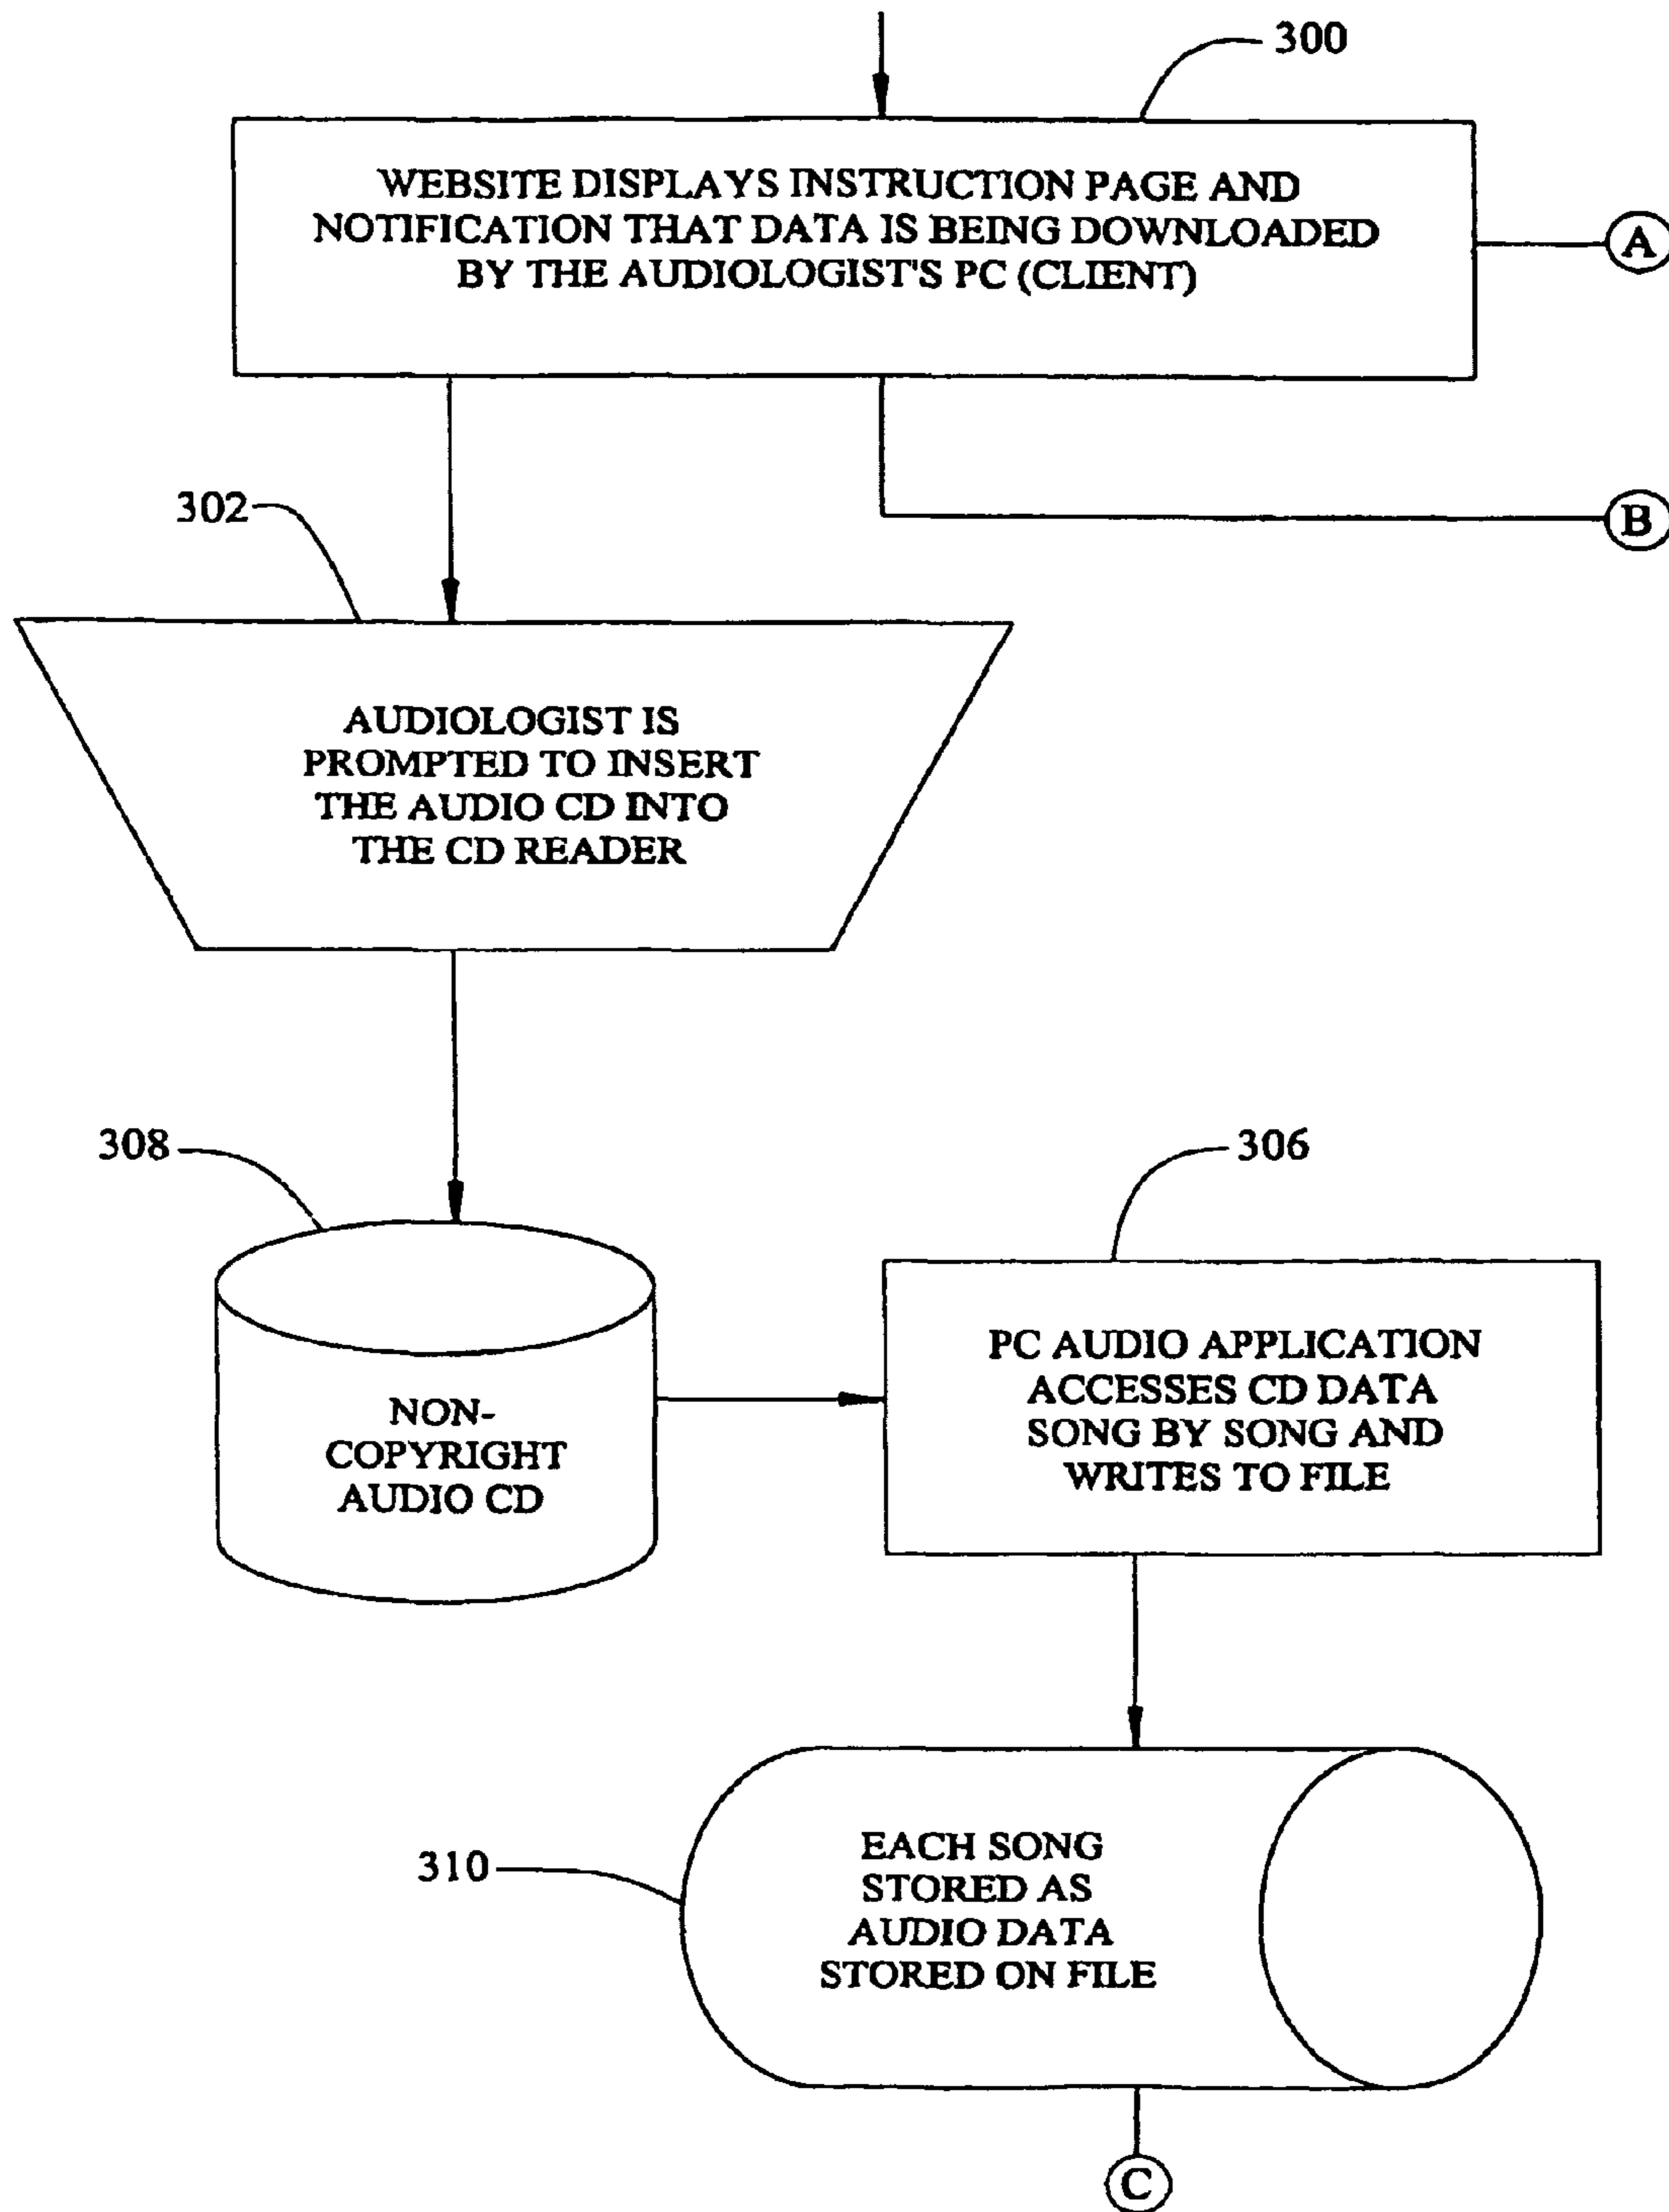 300
WEBSITE DISPLAYS INSTRUCTION PAGE AND
NOTIFICATION THAT DATA IS BEING DOWNLOADED
BY THE AUDIOLOGIST'S PC (CLIENT)
A
B
302
AUDIOLOGIST IS
PROMPTED TO INSERT
THE AUDIO CD INTO
THE CD READER
308
NON-
COPYRIGHT
AUDIO CD
306
PC AUDIO APPLICATION
ACCESSES CD DATA
SONG BY SONG AND
WRITES TO FILE
310
EACH SONG
STORED AS
AUDIO DATA
STORED ON FILE
C